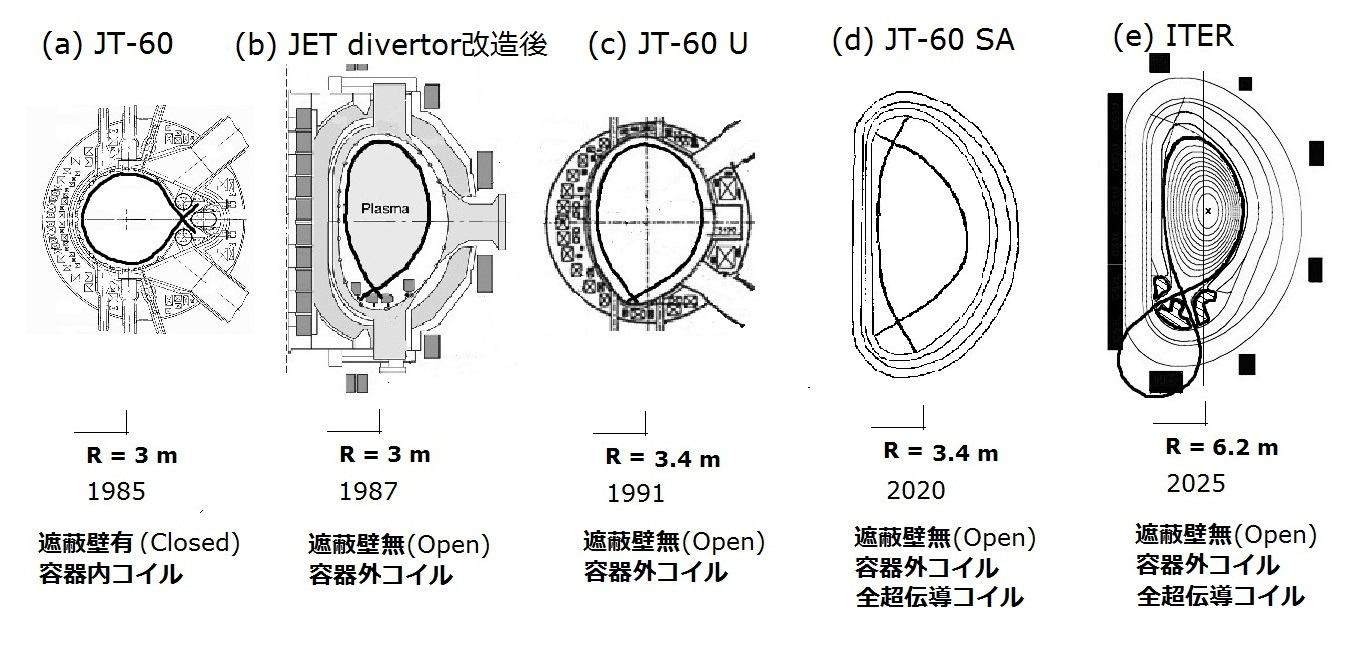 (a) JT-60
(b) JET divertor改造後
(c) JT-60 U
(d) JT-60 SA
(e) ITER
Plasma
R = 3 m
1985
遮蔽壁有 (Closed)
容器内コイル
R = 3 m
1987
遮蔽壁無(Open)
容器外コイル
R = 3.4 m
1991
遮蔽壁無(Open)
容器外コイル
R = 3.4 m
2020
遮蔽壁無(Open)
容器外コイル
全超伝導コイル
R = 6.2 m
2025
遮蔽壁無(Open)
容器外コイル
全超伝導コイル